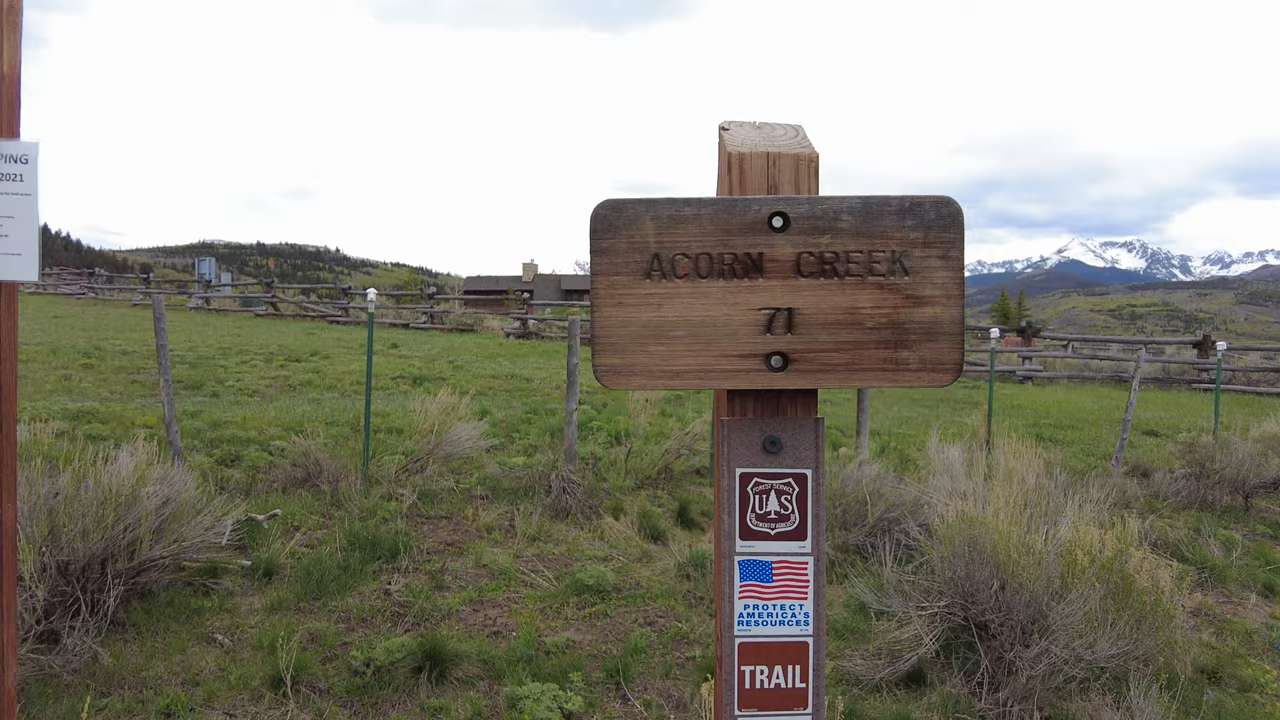 PING
2021
ACORN CREEK
71
FOREST SERVICE
U S
DEPARTMENT OF AGRICULTURE
PROTECT
AMERICA'S
RESOURCES
TRAIL